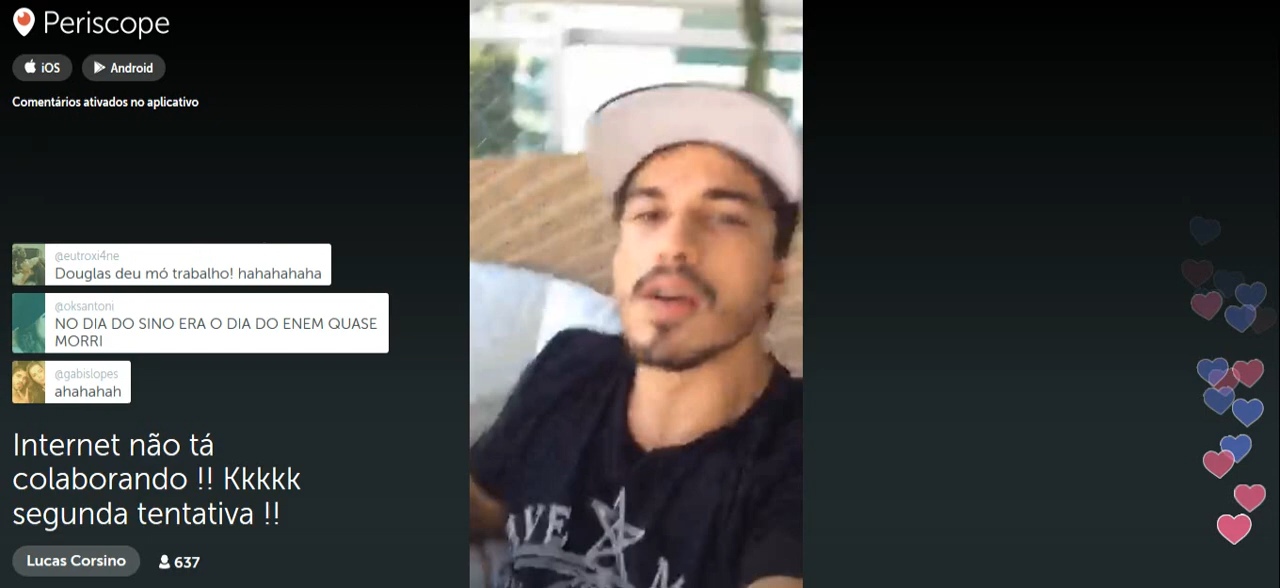 Periscope
iOS
Android
Comentários ativados no aplicativo
@eutroxi4ne
Douglas deu mó trabalho! hahahahaha
@oksantoni
NO DIA DO SINO ERA O DIA DO ENEM QUASE
MORRI
@gabislopes
ahahahah
Internet não tá
colaborando !! Kkkkk
segunda tentativa !!
Lucas Corsino
637